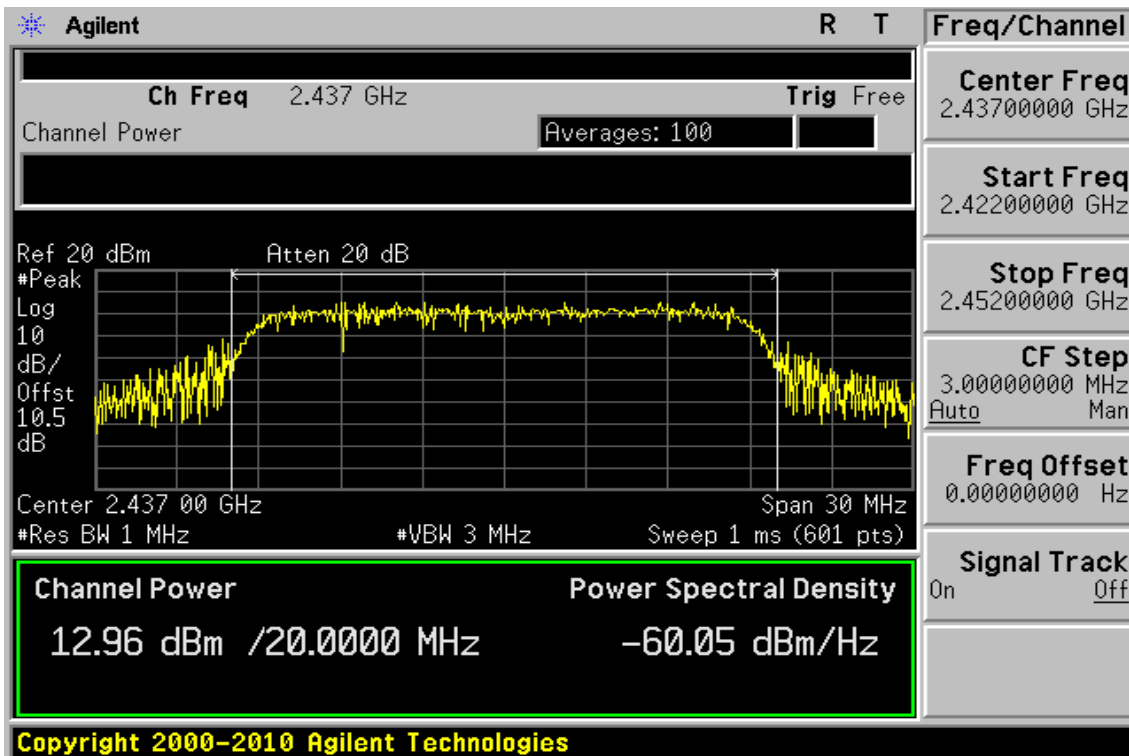 Agilent R T
Ch Freq 2.437 GHz Trig Free
Channel Power Averages: 100
Ref 20 dBm Atten 20 dB
#Peak
Log
10
dB/
Offst
10.5
dB
Center 2.437 00 GHz Span 30 MHz
#Res BW 1 MHz #VBW 3 MHz Sweep 1 ms (601 pts)
Channel Power Power Spectral Density
12.96 dBm /20.0000 MHz -60.05 dBm/Hz
Copyright 2000-2010 Agilent Technologies
Freq/Channel
Center Freq
2.43700000 GHz
Start Freq
2.42200000 GHz
Stop Freq
2.45200000 GHz
CF Step
3.00000000 MHz
Auto Man
Freq Offset
0.00000000 Hz
Signal Track
On Off